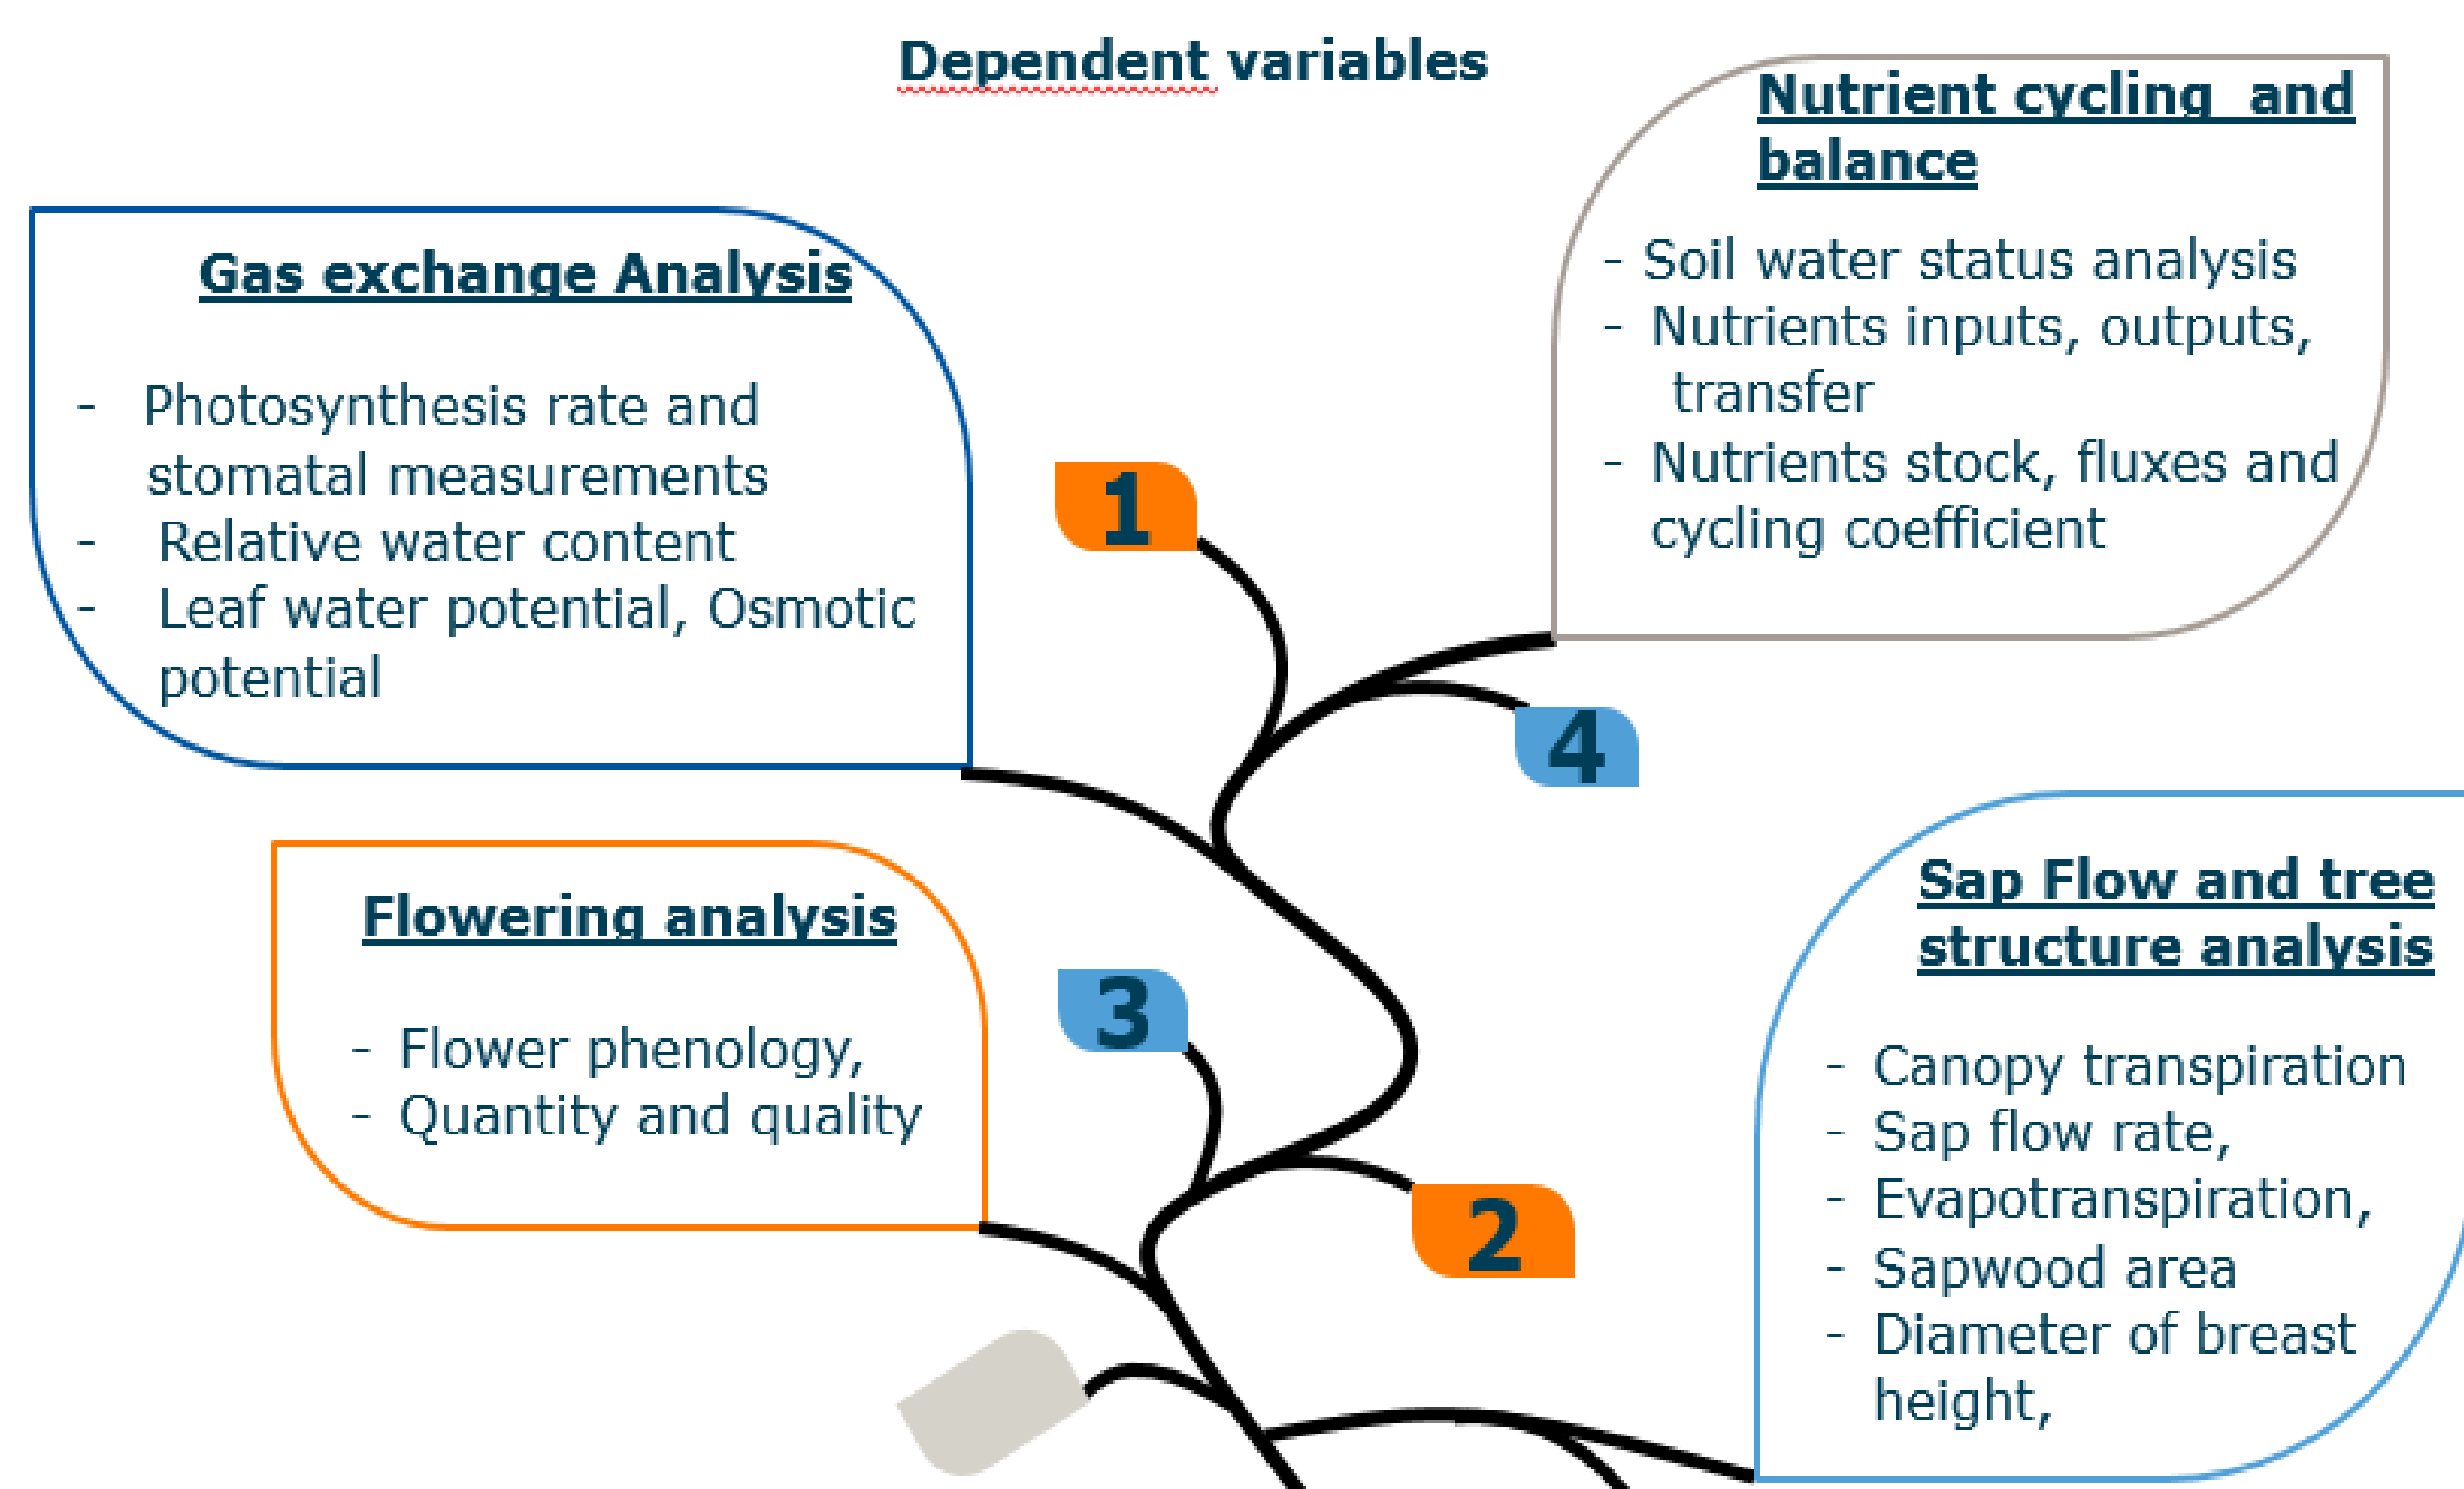 Dependent variables
Gas exchange Analysis
- Photosynthesis rate and
stomatal measurements
- Relative water content
- Leaf water potential, Osmotic
potential
1
Nutrient cycling and
balance
- Soil water status analysis
- Nutrients inputs, outputs,
transfer
- Nutrients stock, fluxes and
cycling coefficient
4
Flowering analysis
- Flower phenology,
- Quantity and quality
3
2
Sap Flow and tree
structure analysis
- Canopy transpiration
- Sap flow rate,
- Evapotranspiration,
- Sapwood area
- Diameter of breast
height,